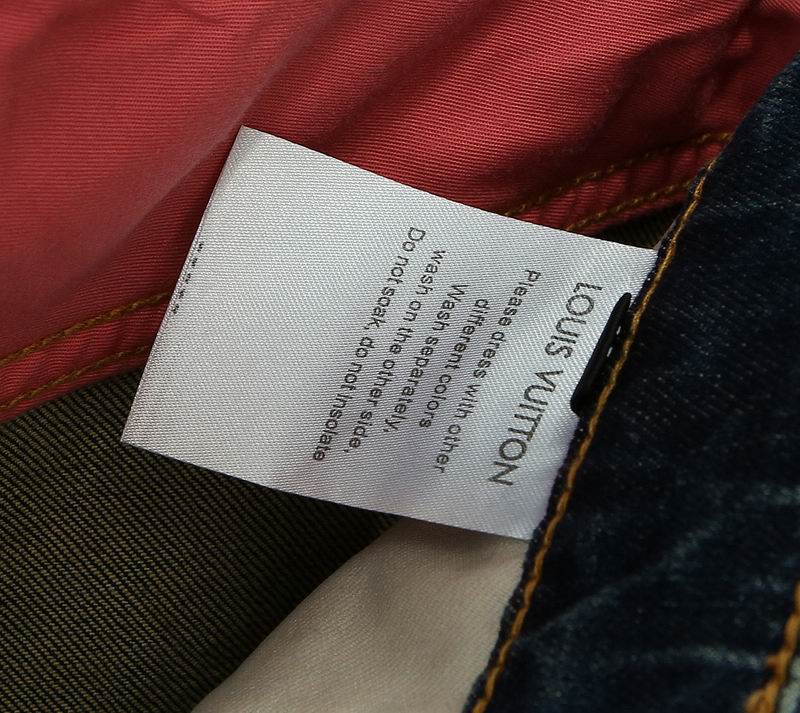 LOUIS VUITTON
Please dress with other
different colors
Wash separately,
wash on the other side,
Do not soak, do not insolate